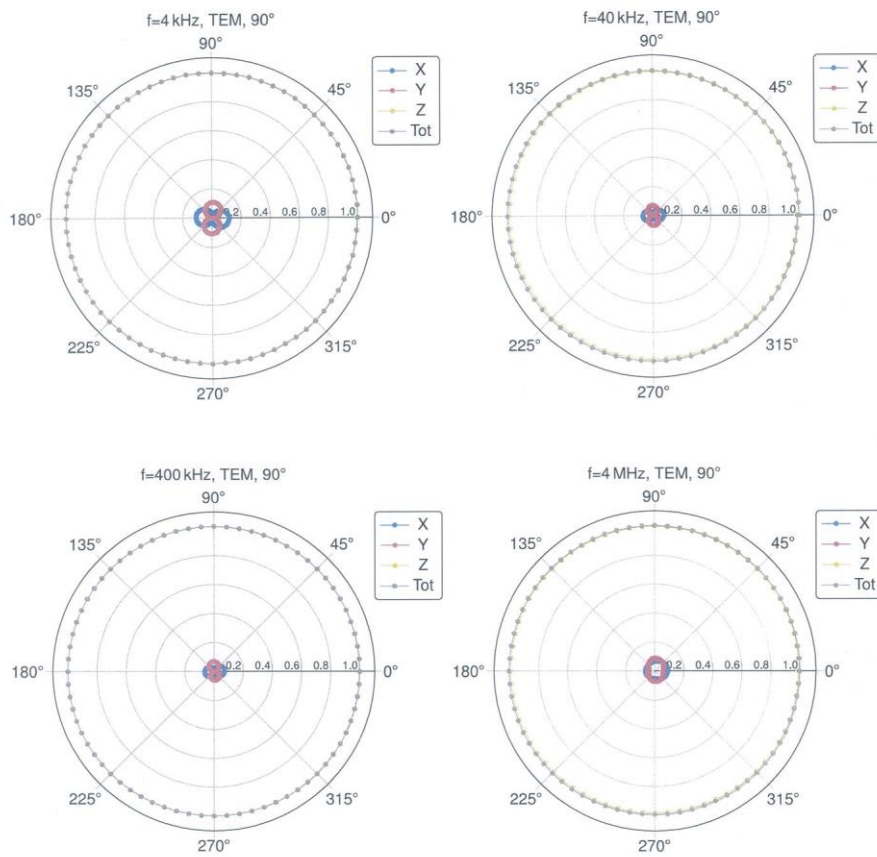 f=4 kHz, TEM, 90°
90°
135°
45°
180°
0.2 0.4 0.6 0.8 1.0
0°
225°
315°
270°
X
Y
Z
Tot
f=40 kHz, TEM, 90°
90°
135°
45°
180°
0.2 0.4 0.6 0.8 1.0
0°
225°
315°
270°
X
Y
Z
Tot
f=400 kHz, TEM, 90°
90°
135°
45°
180°
0.2 0.4 0.6 0.8 1.0
0°
225°
315°
270°
X
Y
Z
Tot
f=4 MHz, TEM, 90°
90°
135°
45°
180°
0.2 0.4 0.6 0.8 1.0
0°
225°
315°
270°
X
Y
Z
Tot